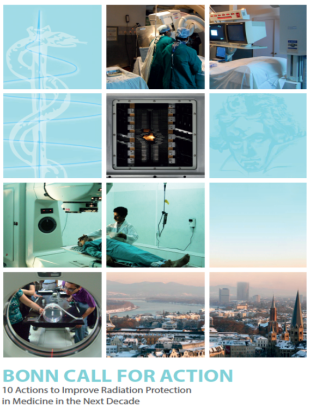 BONN CALL FOR ACTION
10 Actions to Improve Radiation Protection
in Medicine in the Next Decade